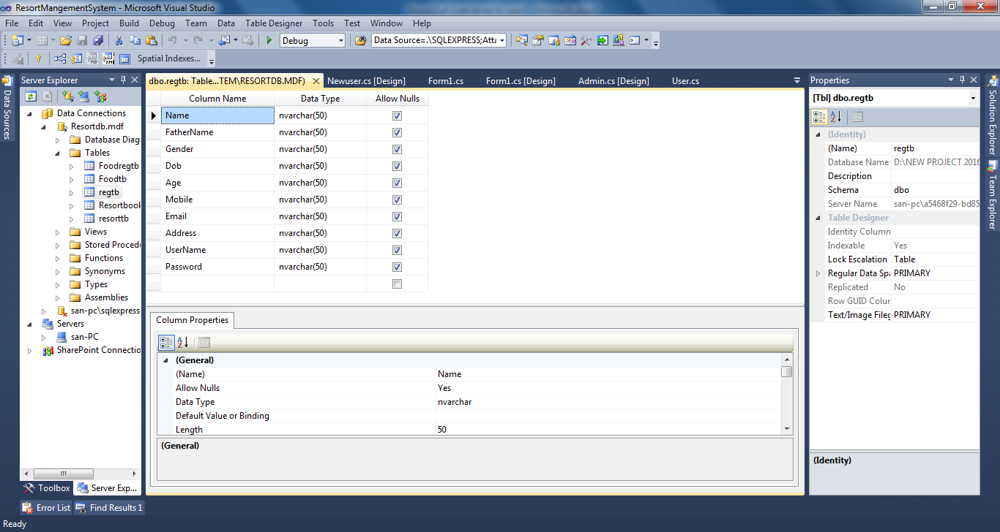 ResortMangementSystem - Microsoft Visual Studio
File Edit View Project Build Debug Team Data Table Designer Tools Test Window Help
Debug Data Source=.\SQLEXPRESS;Atta
Spatial Indexes...
Data Sources
Server Explorer
Data Connections
Resortdb.mdf
Database Diag
Tables
Foodregtb
Foodtb
regtb
Resortbook
resorttb
Views
Stored Procedu
Functions
Synonyms
Types
Assemblies
san-pc\sqlexpress
Servers
san-PC
SharePoint Connectio
Toolbox Server Exp...
dbo.regtb: Table...TEM\RESORTDB.MDF) Newuser.cs [Design] Form1.cs Form1.cs [Design] Admin.cs [Design] User.cs
Column Name Data Type Allow Nulls
Name nvarchar(50)
FatherName nvarchar(50)
Gender nvarchar(50)
Dob nvarchar(50)
Age nvarchar(50)
Mobile nvarchar(50)
Email nvarchar(50)
Address nvarchar(50)
UserName nvarchar(50)
Password nvarchar(50)
Column Properties
(General)
(Name) Name
Allow Nulls Yes
Data Type nvarchar
Default Value or Binding
Length 50
(General)
Properties
[Tbl] dbo.regtb
(Identity)
(Name) regtb
Database Name D:\NEW PROJECT 2016
Description
Schema dbo
Server Name san-pc\a5468f29-bd85
Table Designer
Identity Column
Indexable Yes
Lock Escalation Table
Regular Data Spa PRIMARY
Replicated No
Row GUID Colur
Text/Image Fileg PRIMARY
(Identity)
Solution Explorer
Team Explorer
Error List Find Results 1
Ready